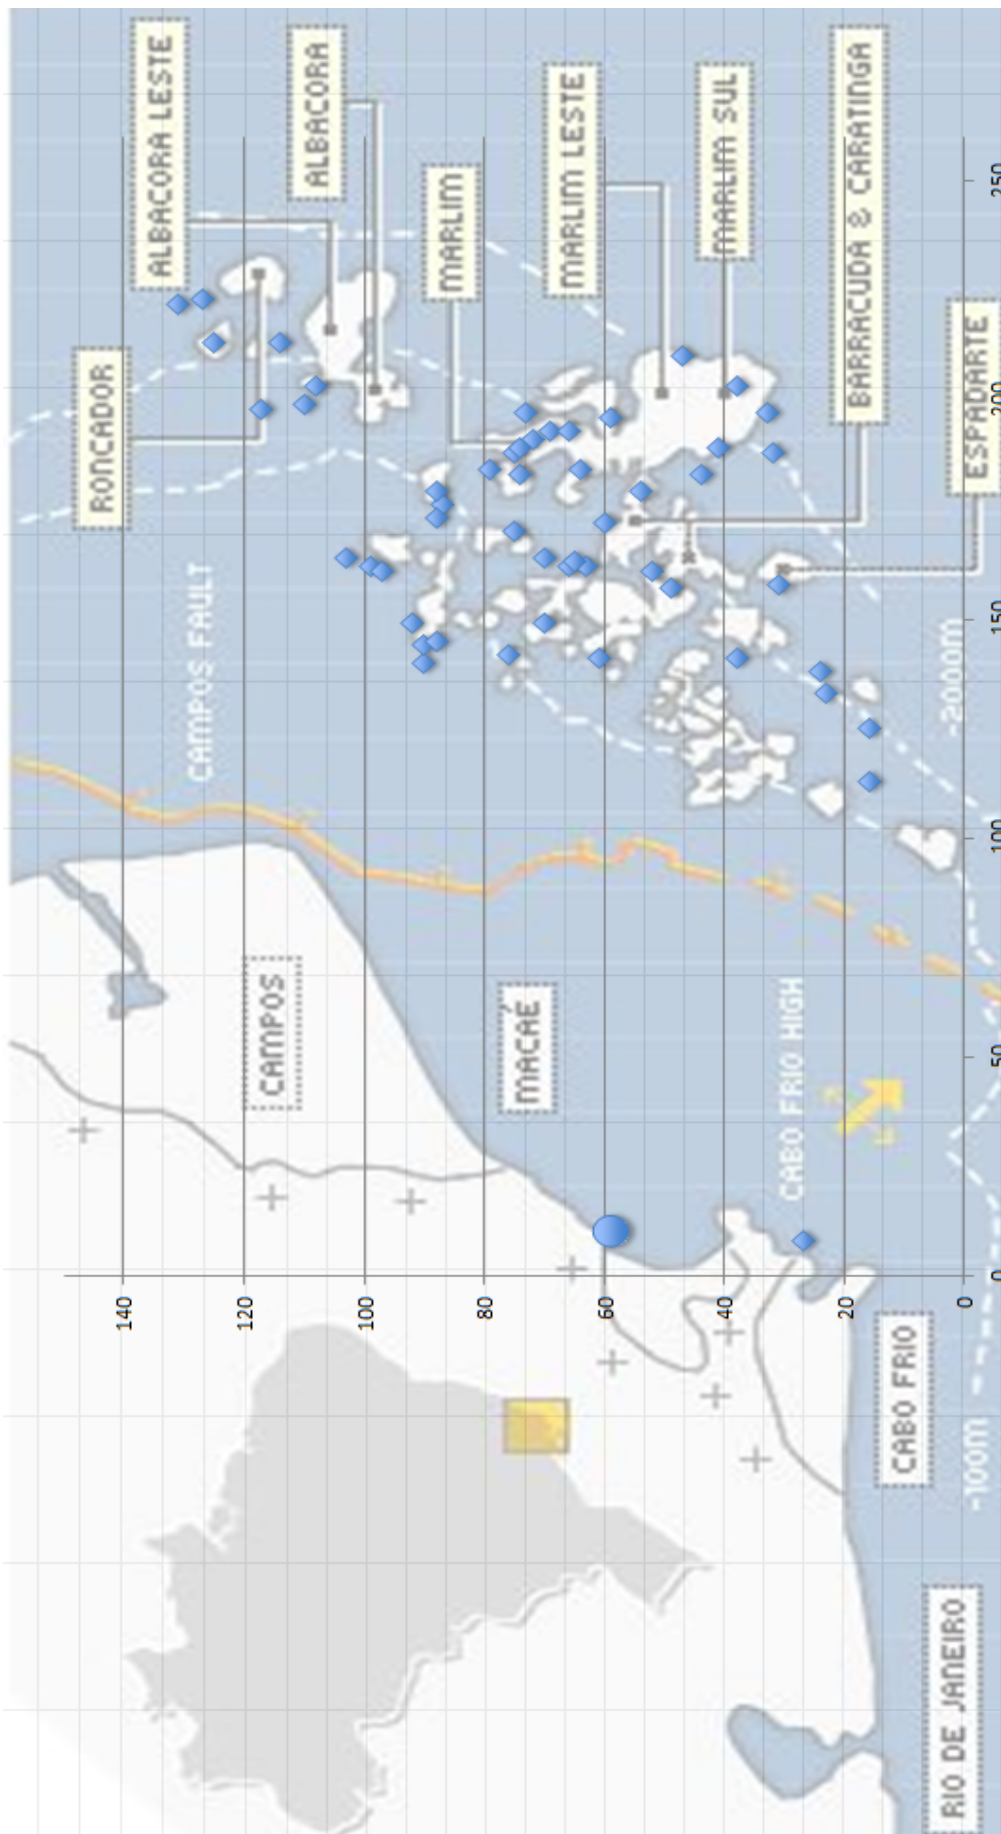 RONCADOR
140
ALBACORA LESTE
CAMPOS FAULT
120
CAMPOS
ALBACORA
100
MARLIM
80
MACAÉ
MARLIM LESTE
60
MARLIM SUL
40
CABO FRIO HIGH
20
BARRACUDA & CARATINGA
CABO FRIO
RIO DE JANEIRO
-2000m
0
-100m
ESPADARTE
0 50 100 150 200 250